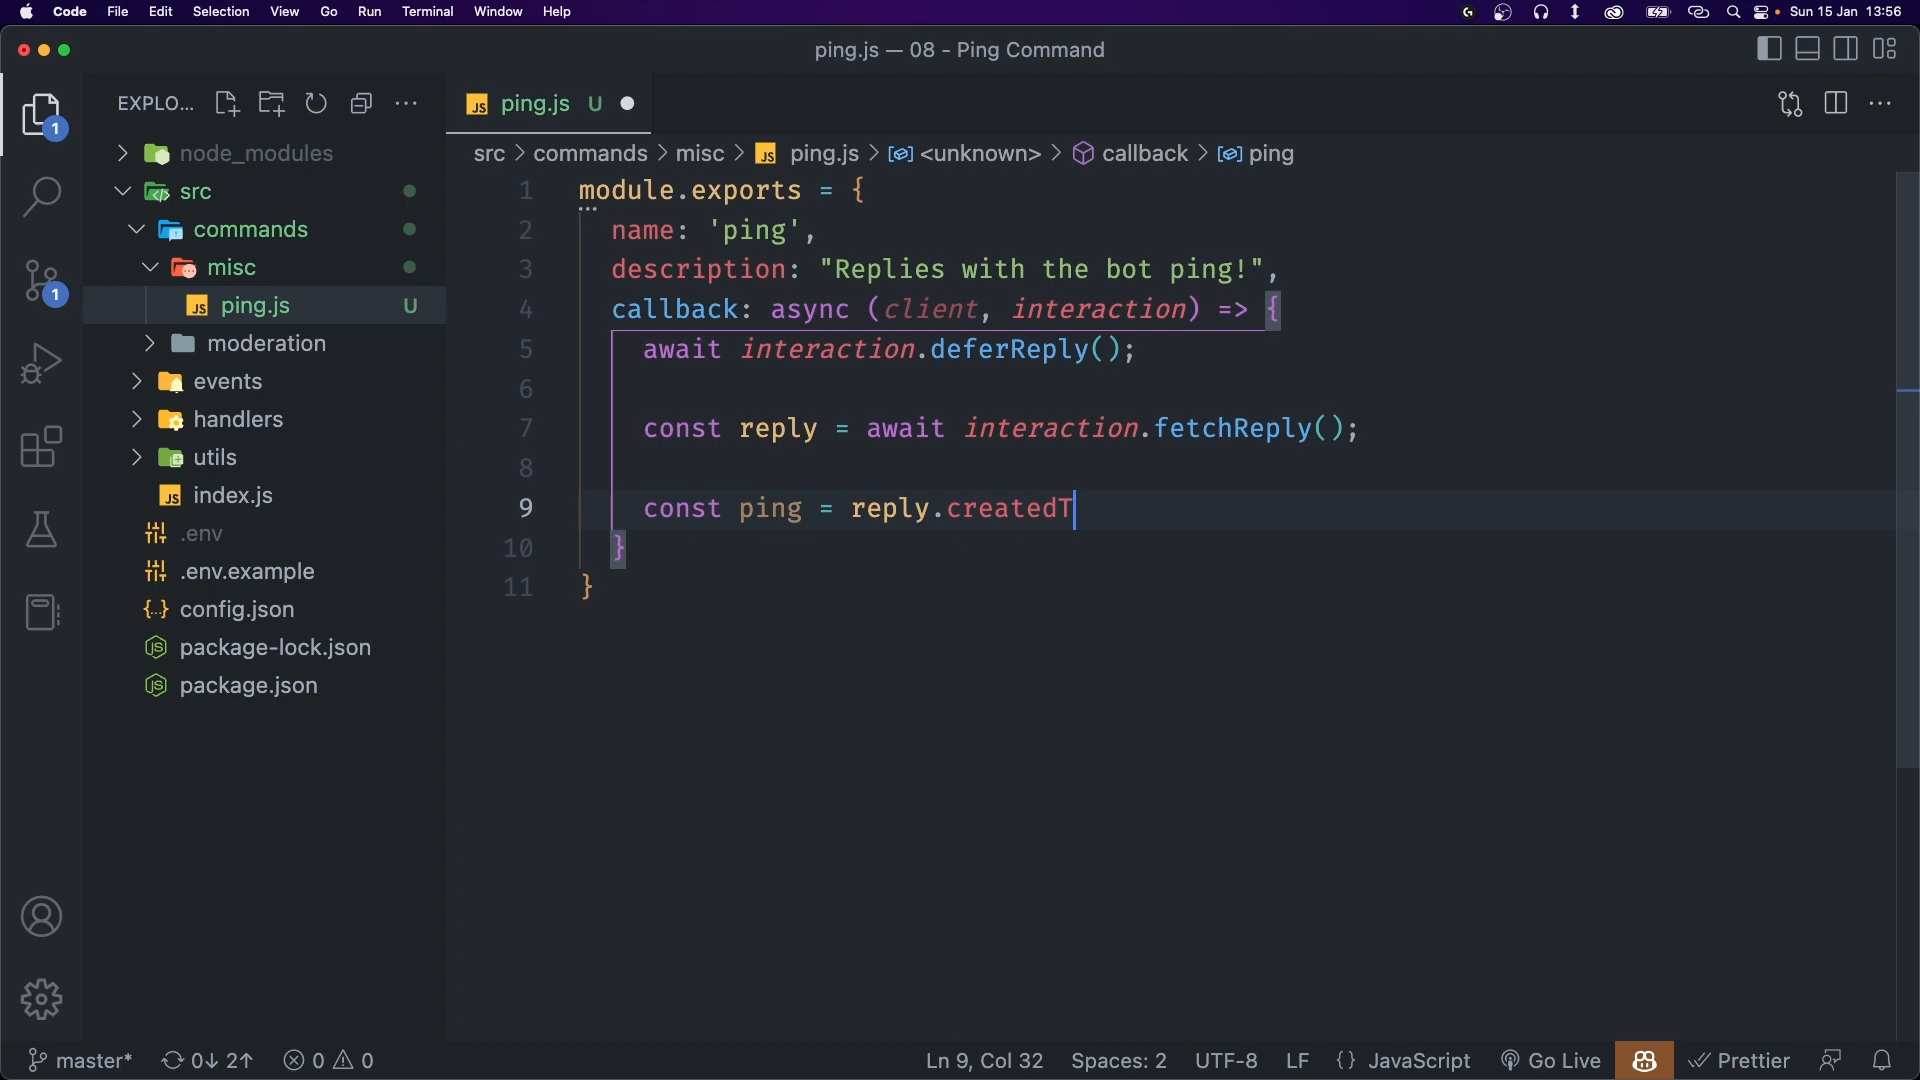 Code File Edit Selection View Go Run Terminal Window Help Sun 15 Jan 13:56
ping.js — 08 - Ping Command
EXPLO... ping.js U
src > commands > misc > JS ping.js > <unknown> > callback > ping
node_modules
src
commands
misc
JS ping.js U
moderation
events
handlers
utils
JS index.js
.env
.env.example
{..} config.json
package-lock.json
package.json
1
1
1 module.exports = {
2 name: 'ping',
3 description: "Replies with the bot ping!",
4 callback: async (client, interaction) => {
5 await interaction.deferReply();
6
7 const reply = await interaction.fetchReply();
8
9 const ping = reply.createdT
10 }
11 }
master* 0↓ 2↑ 0 0 Ln 9, Col 32 Spaces: 2 UTF-8 LF {} JavaScript Go Live Prettier